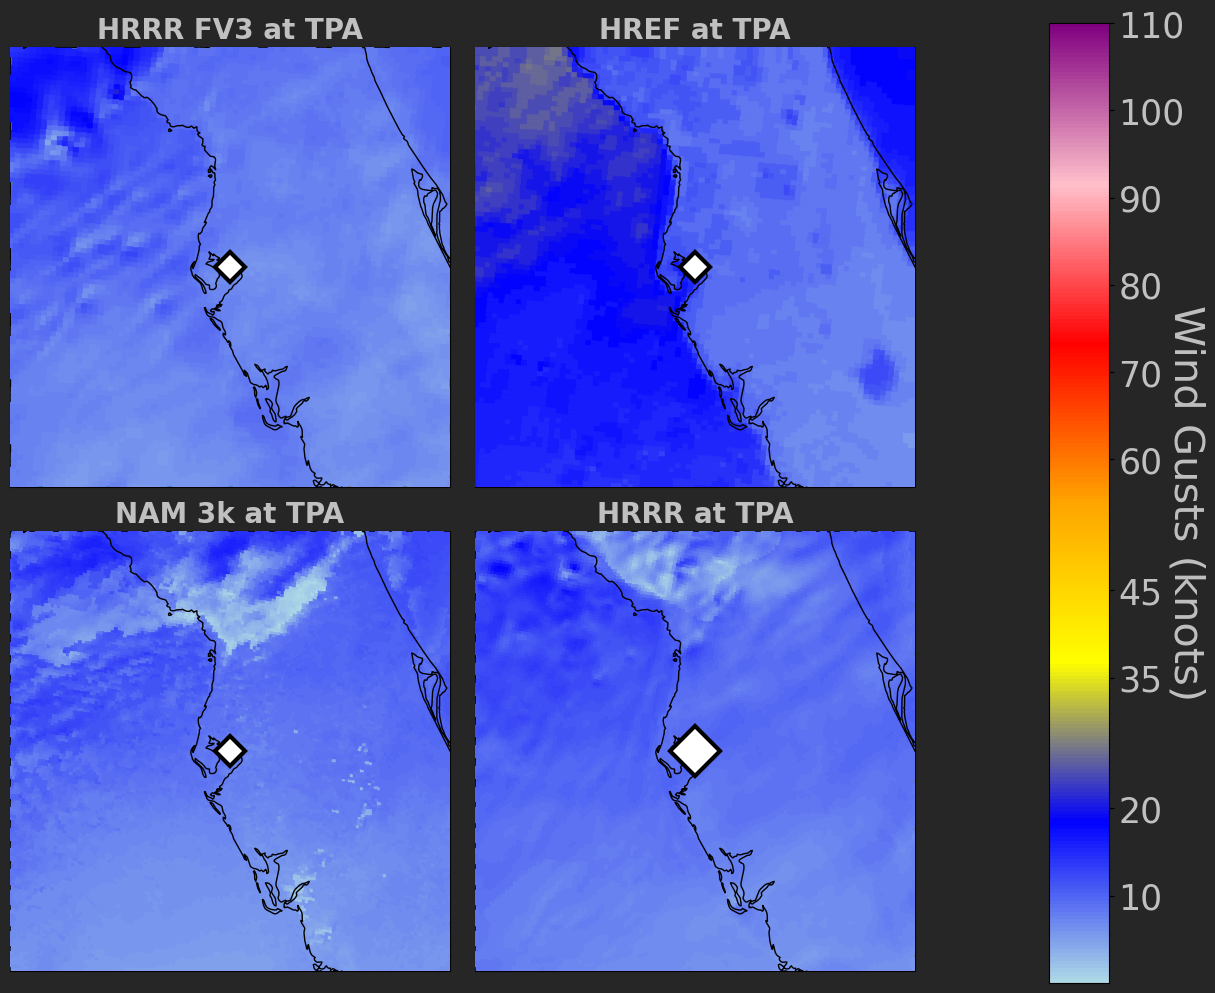 HRRR FV3 at TPA
HREF at TPA
NAM 3k at TPA
HRRR at TPA
110
100
90
80
70
60
45
35
20
10
Wind Gusts (knots)